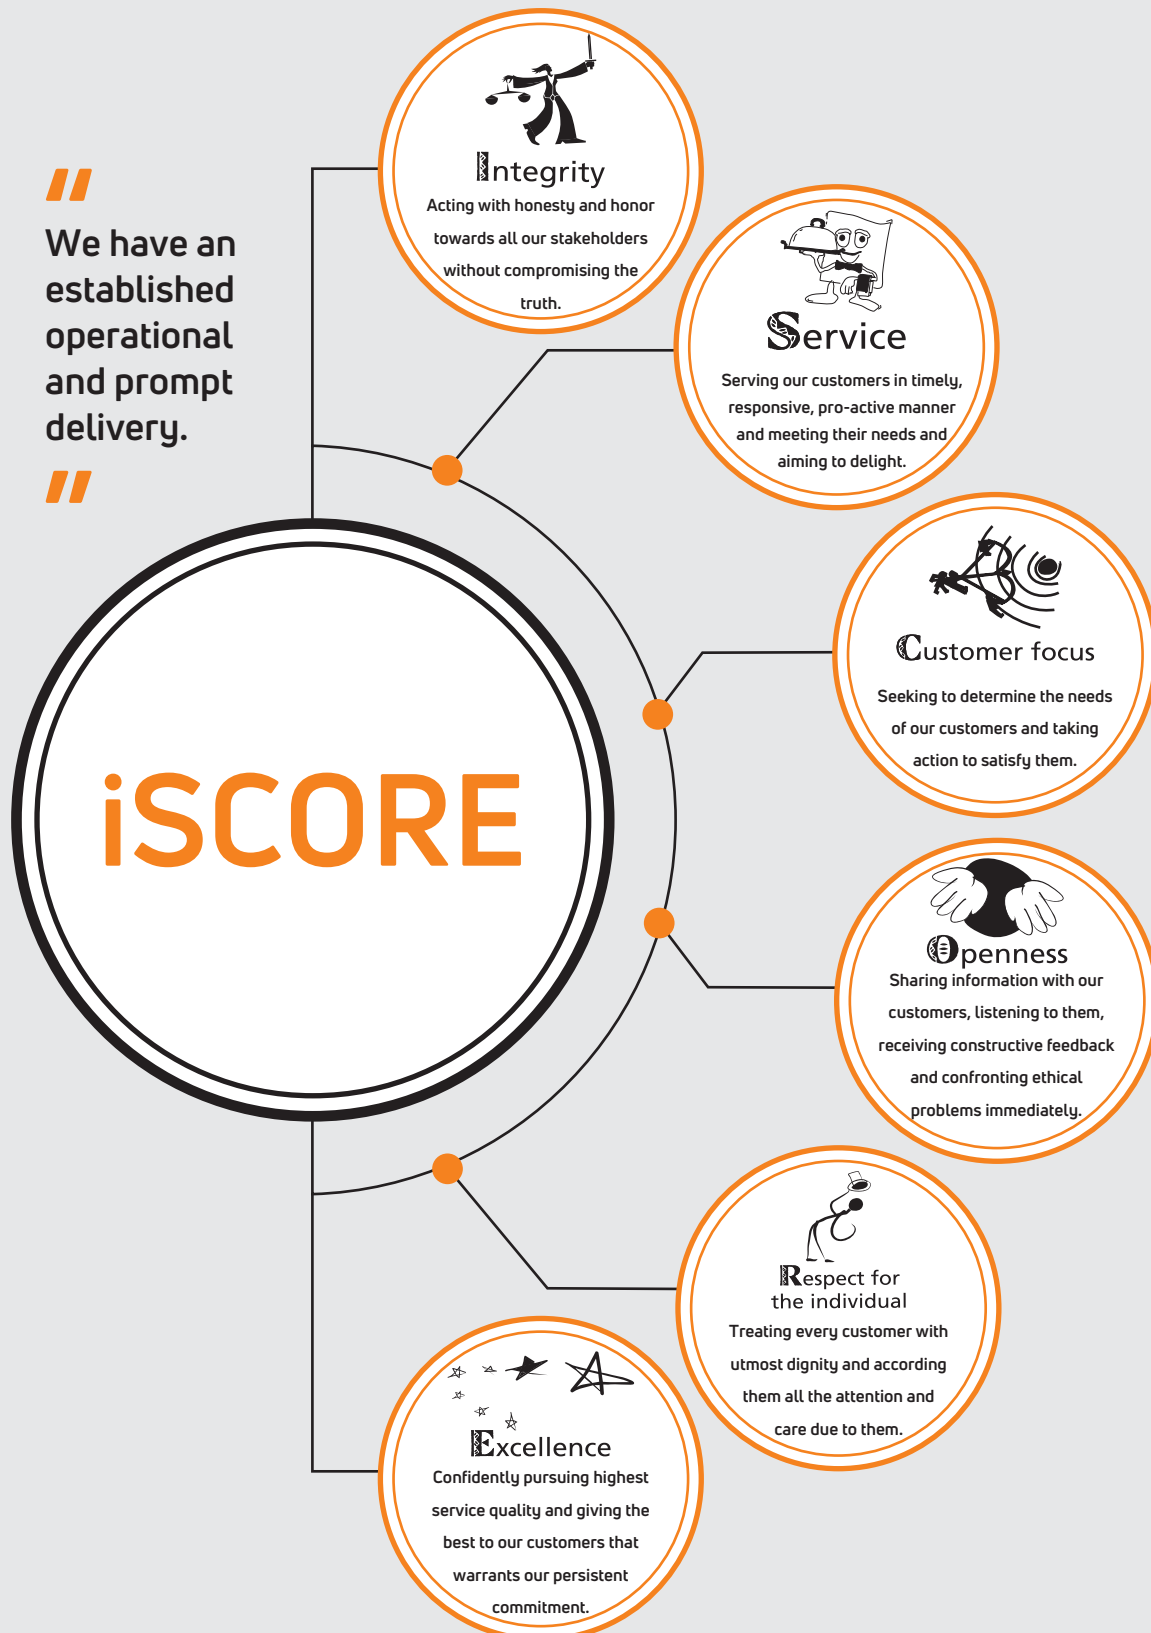 "
We have an
established
operational
and prompt
delivery.
"
iSCORE
Integrity
Acting with honesty and honor
towards all our stakeholders
without compromising the
truth.
Service
Serving our customers in timely,
responsive, pro-active manner
and meeting their needs and
aiming to delight.
Customer focus
Seeking to determine the needs
of our customers and taking
action to satisfy them.
Openness
Sharing information with our
customers, listening to them,
receiving constructive feedback
and confronting ethical
problems immediately.
Respect for
the individual
Treating every customer with
utmost dignity and according
them all the attention and
care due to them.
Excellence
Confidently pursuing highest
service quality and giving the
best to our customers that
warrants our persistent
commitment.